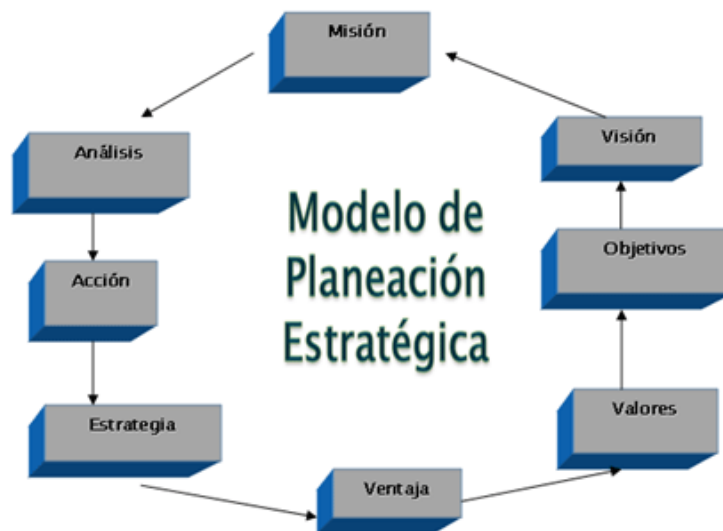 Misión
Análisis
Visión
Modelo de
Planeación
Estratégica
Objetivos
Acción
Valores
Estrategia
Ventaja